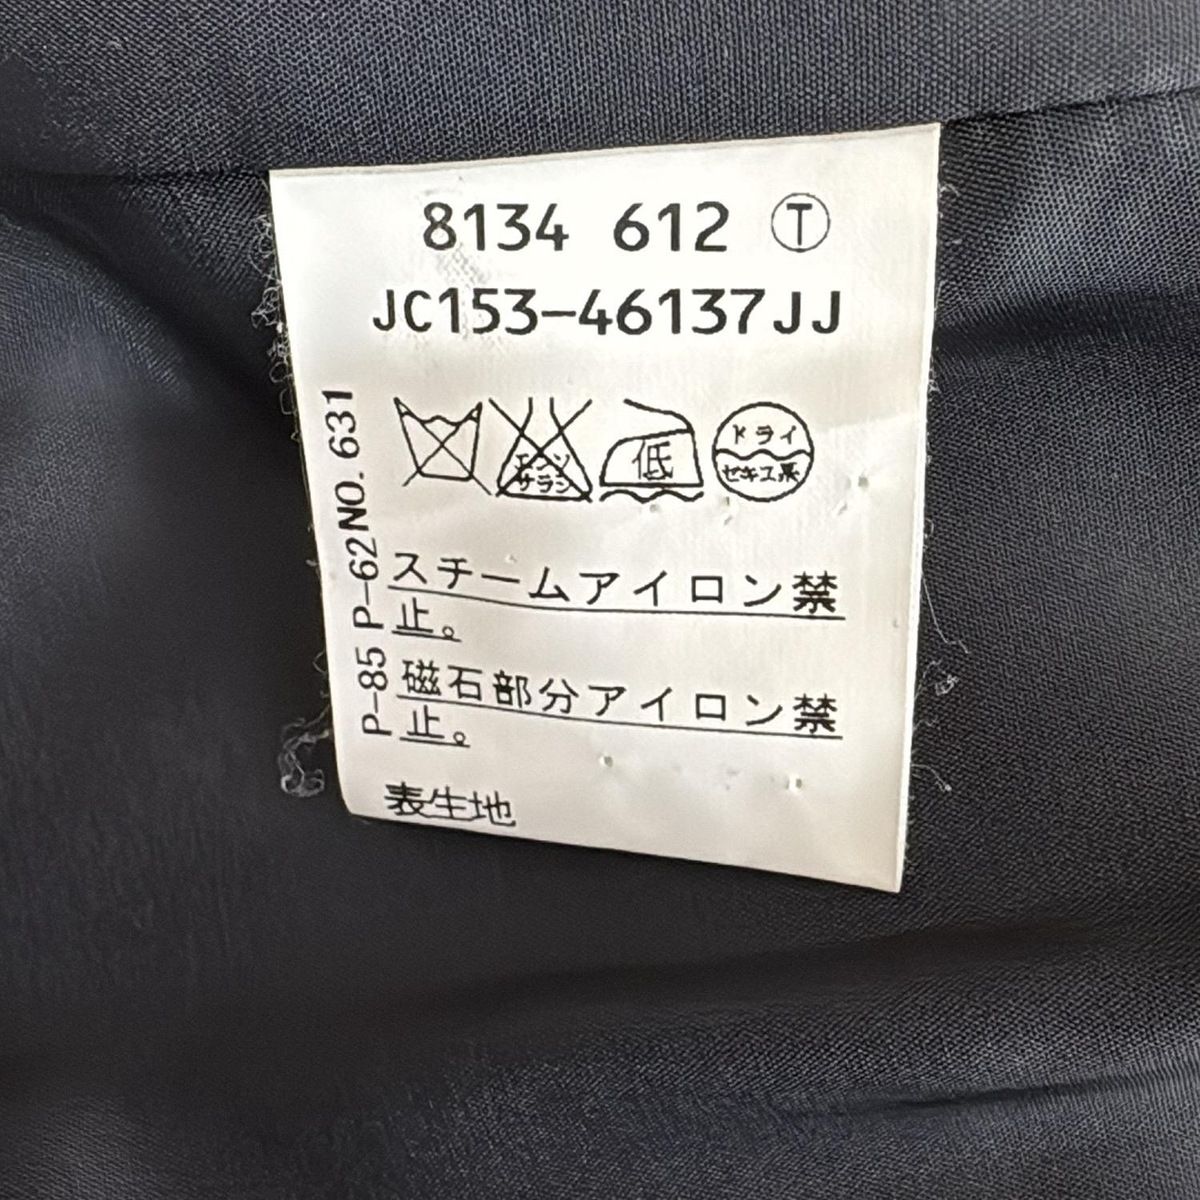 8134 612 Ⓣ
JC153-46137JJ
エンソ
サラシ
低
ドライ
セキユ系
スチームアイロン禁
止。
磁石部分アイロン禁
止。
表生地
P-85 P-62NO.631